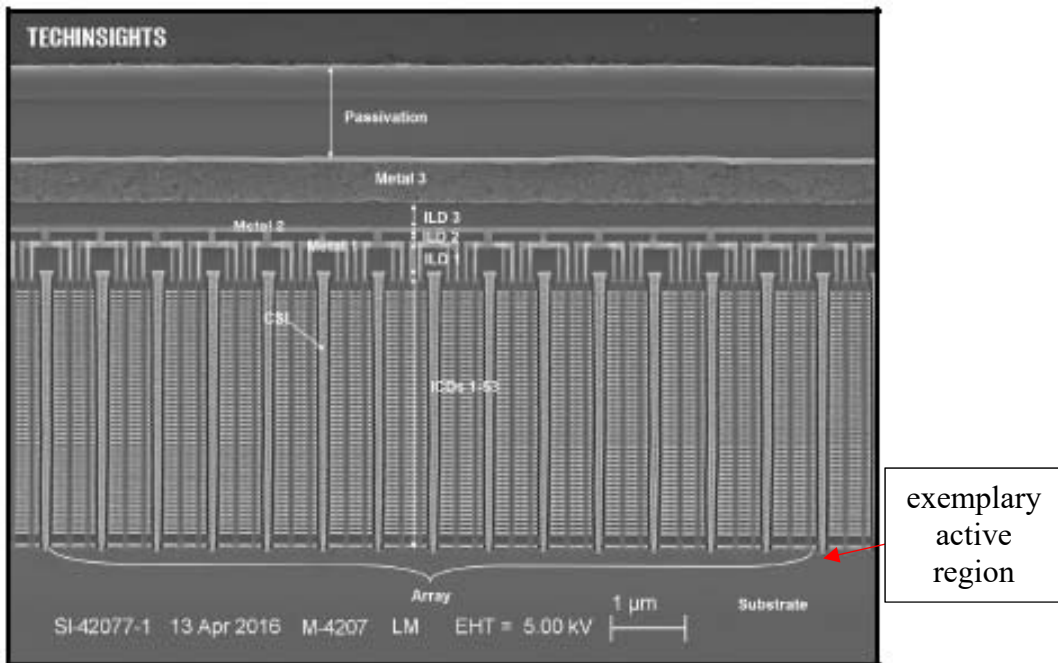 TECHINSIGHTS
Passivation
Metal 3
ILD 3
Metal 2
ILD 2
Metal 1
ILD 1
CSL
ICDs 1-53
exemplary
active
region
Array
1 µm
Substrate
SI-42077-1 13 Apr 2016 M-4207 LM EHT = 5.00 kV